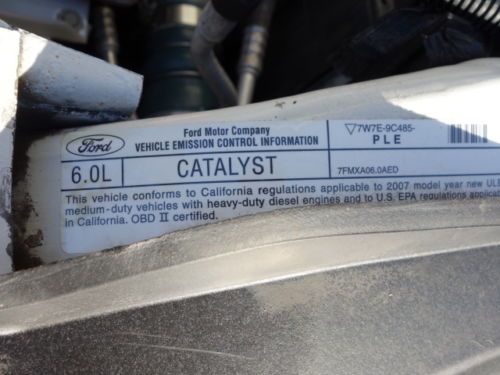 Ford
Ford Motor Company
VEHICLE EMISSION CONTROL INFORMATION
▽7W7E-9C485-
PLE
6.0L
CATALYST
7FMXA06.0AED
This vehicle conforms to California regulations applicable to 2007 model year new
medium-duty vehicles with heavy-duty diesel engines and to U.S. EPA regulations
in California. OBD II certified.